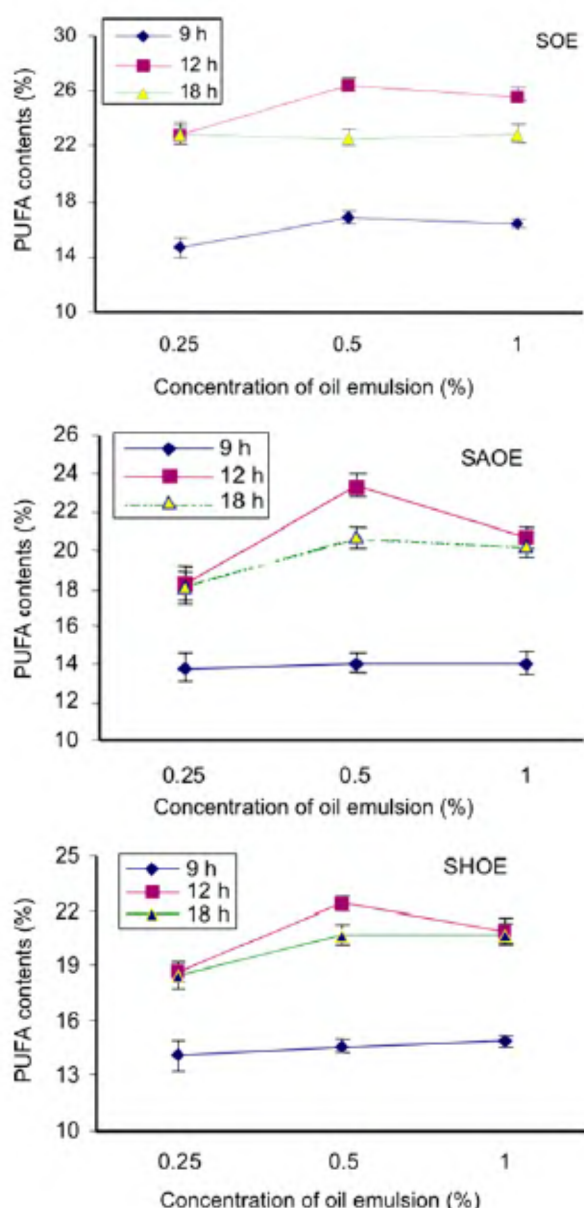 30
26
22
18
14
10
PUFA contents (%)
9 h
12 h
18 h
SOE
0.25 0.5 1
Concentration of oil emulsion (%)
26
24
22
20
18
16
14
12
10
PUFA contents (%)
9 h
12 h
18 h
SAOE
0.25 0.5 1
Concentration of oil emulsion (%)
25
22
19
16
13
10
PUFA contents (%)
9 h
12 h
18 h
SHOE
0.25 0.5 1
Concentration of oil emulsion (%)